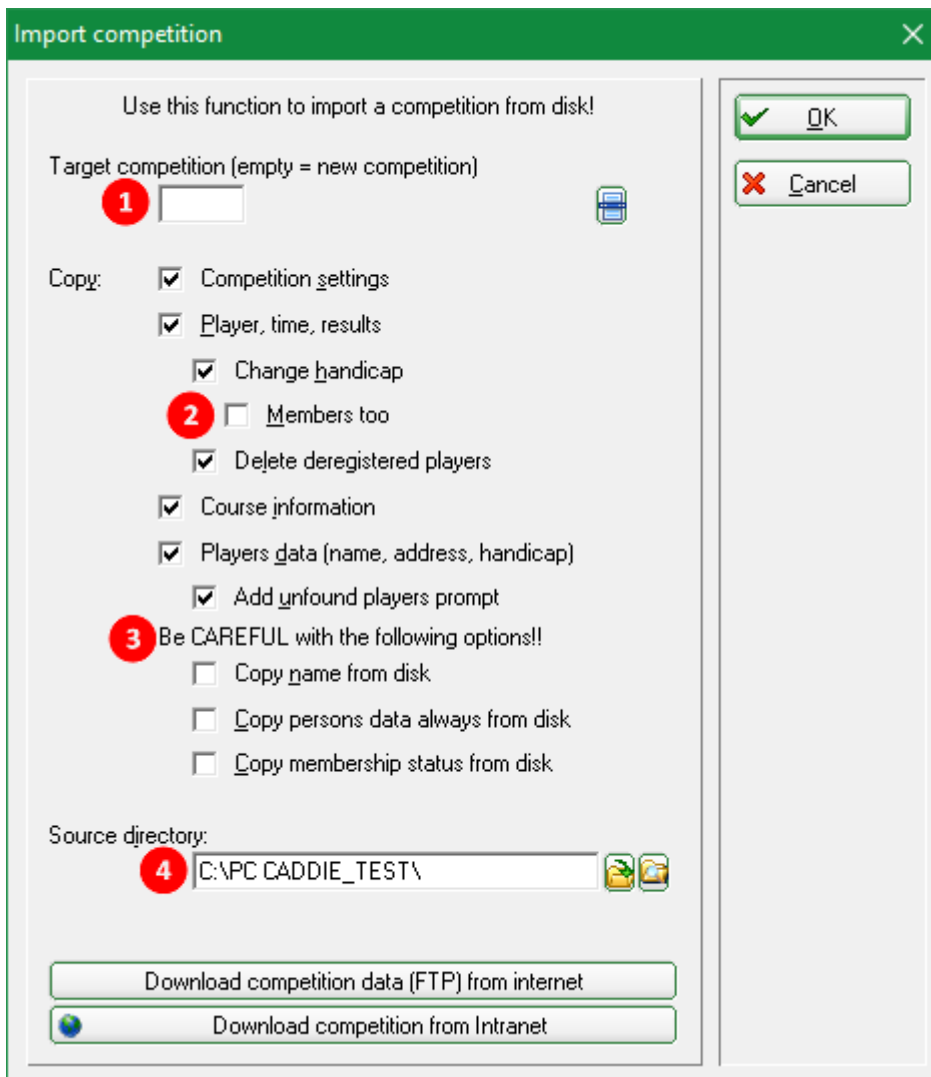 Import competition
Use this function to import a competition from disk!
OK
Target competition (empty = new competition)
1
Cancel
Copy: Competition settings
Player, time, results
Change handicap
2 Members too
Delete deregistered players
Course information
Players data (name, address, handicap)
Add unfound players prompt
3 Be CAREFUL with the following options!!
Copy name from disk
Copy persons data always from disk
Copy membership status from disk
Source directory:
4 C:\PC CADDIE_TEST\
Download competition data (FTP) from internet
Download competition from Intranet